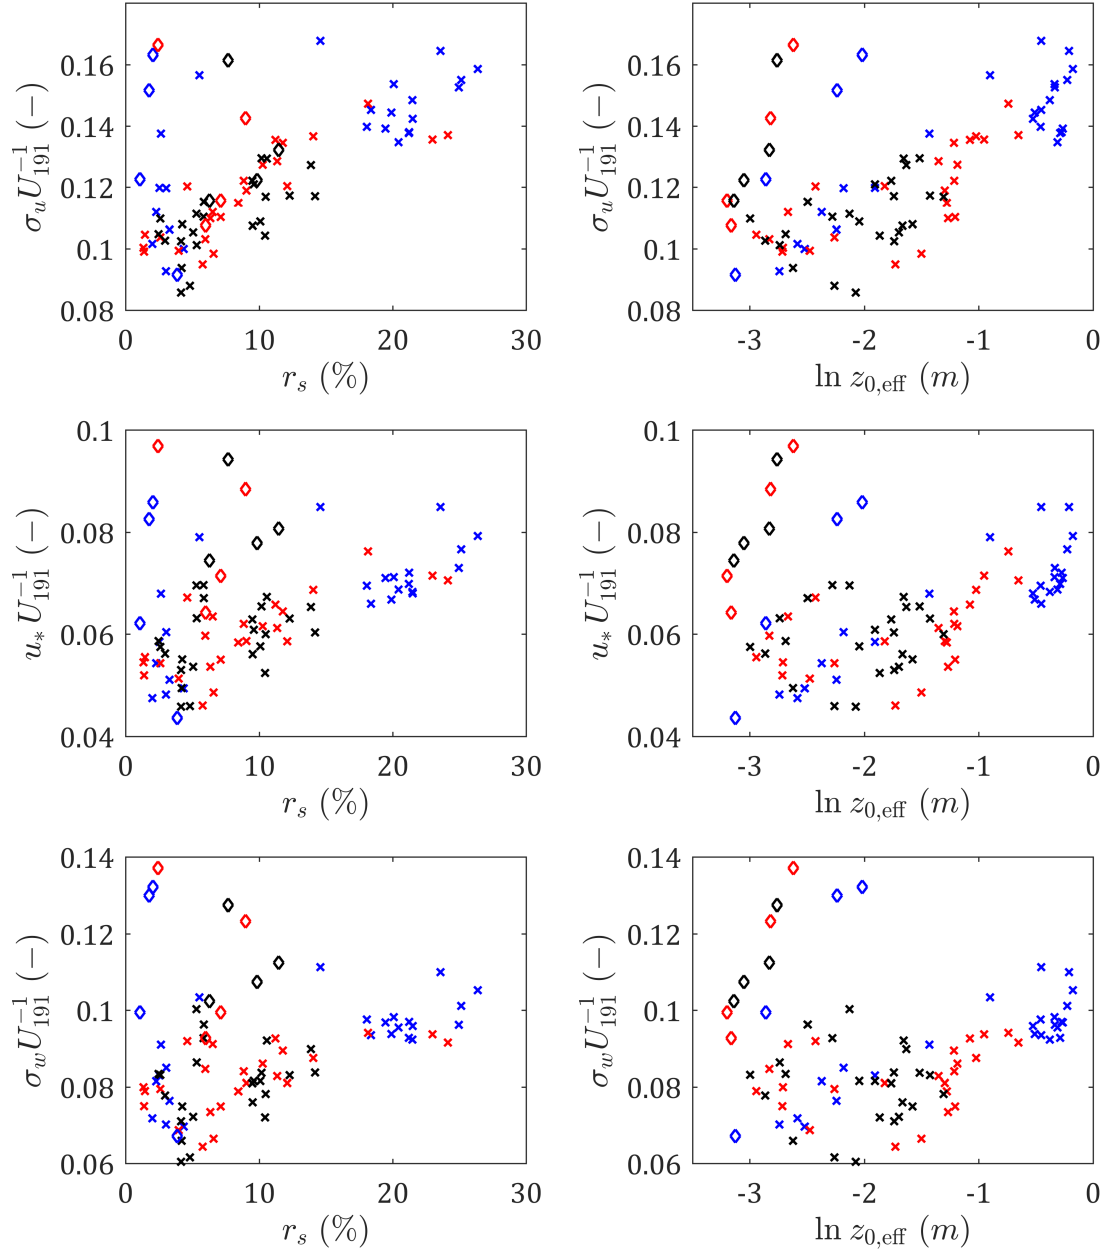 0.16
0.14
0.12
0.1
0.08
0 10 20 30
σ_u U_191^-1 (−)
r_s (%)
0.16
0.14
0.12
0.1
0.08
-3 -2 -1 0
σ_u U_191^-1 (−)
ln z_0,eff (m)
0.1
0.08
0.06
0.04
0 10 20 30
u_* U_191^-1 (−)
r_s (%)
0.1
0.08
0.06
0.04
-3 -2 -1 0
u_* U_191^-1 (−)
ln z_0,eff (m)
0.14
0.12
0.1
0.08
0.06
0 10 20 30
σ_w U_191^-1 (−)
r_s (%)
0.14
0.12
0.1
0.08
0.06
-3 -2 -1 0
σ_w U_191^-1 (−)
ln z_0,eff (m)